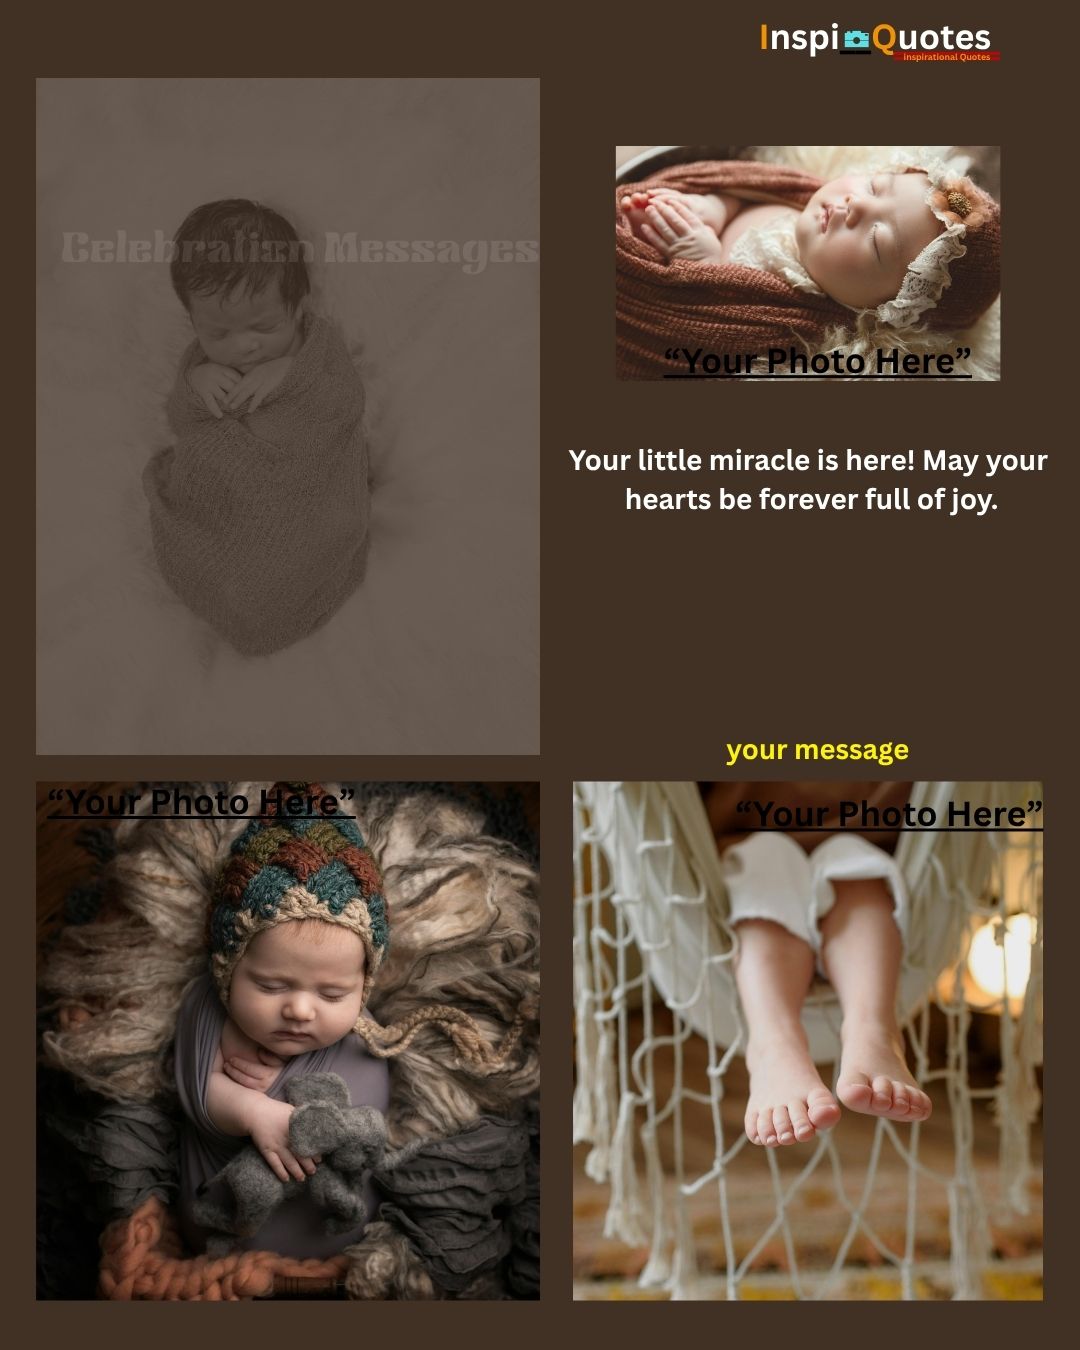 InspiQuotes
inspirational Quotes
Celebration Messages
“Your Photo Here”
Your little miracle is here! May your
hearts be forever full of joy.
your message
“Your Photo Here”
“Your Photo Here”